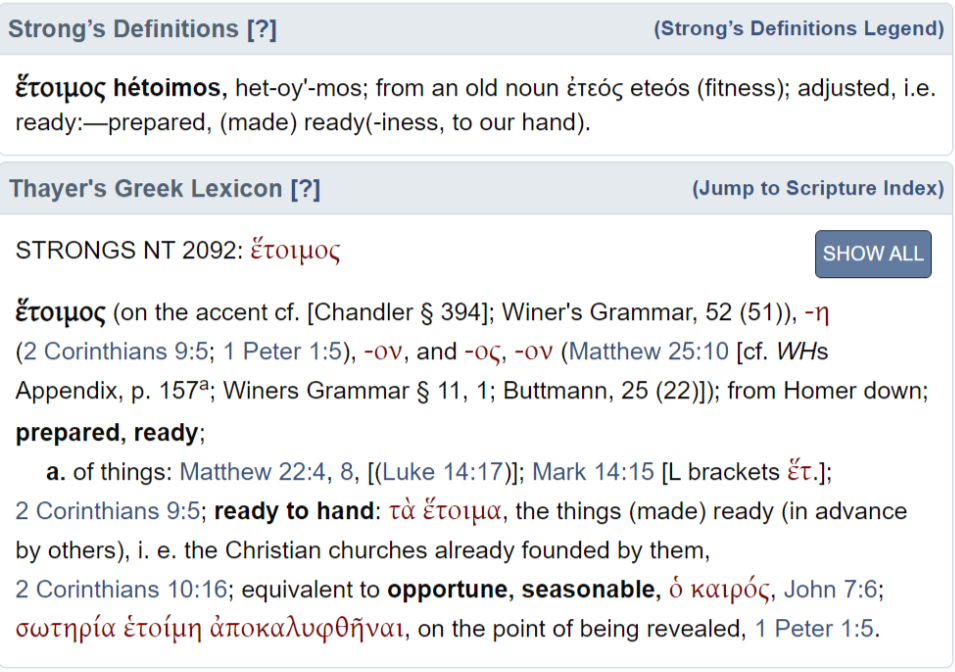 Strong’s Definitions [?] (Strong’s Definitions Legend)
ἕτοιμος hétoimos, het-oy'-mos; from an old noun ἐτεός eteós (fitness); adjusted, i.e.
ready:—prepared, (made) ready(-iness, to our hand).
Thayer's Greek Lexicon [?] (Jump to Scripture Index)
STRONGS NT 2092: ἕτοιμος SHOW ALL
ἕτοιμος (on the accent cf. [Chandler § 394]; Winer's Grammar, 52 (51)), -η
(2 Corinthians 9:5; 1 Peter 1:5), -ον, and -ος, -ον (Matthew 25:10 [cf. WHs
Appendix, p. 157ᵃ; Winers Grammar § 11, 1; Buttmann, 25 (22)]); from Homer down;
prepared, ready;
a. of things: Matthew 22:4, 8, [(Luke 14:17)]; Mark 14:15 [L brackets ἕτ.];
2 Corinthians 9:5; ready to hand: τὰ ἕτοιμα, the things (made) ready (in advance
by others), i. e. the Christian churches already founded by them,
2 Corinthians 10:16; equivalent to opportune, seasonable, ὁ καιρός, John 7:6;
σωτηρία ἑτοίμη ἀποκαλυφθῆναι, on the point of being revealed, 1 Peter 1:5.